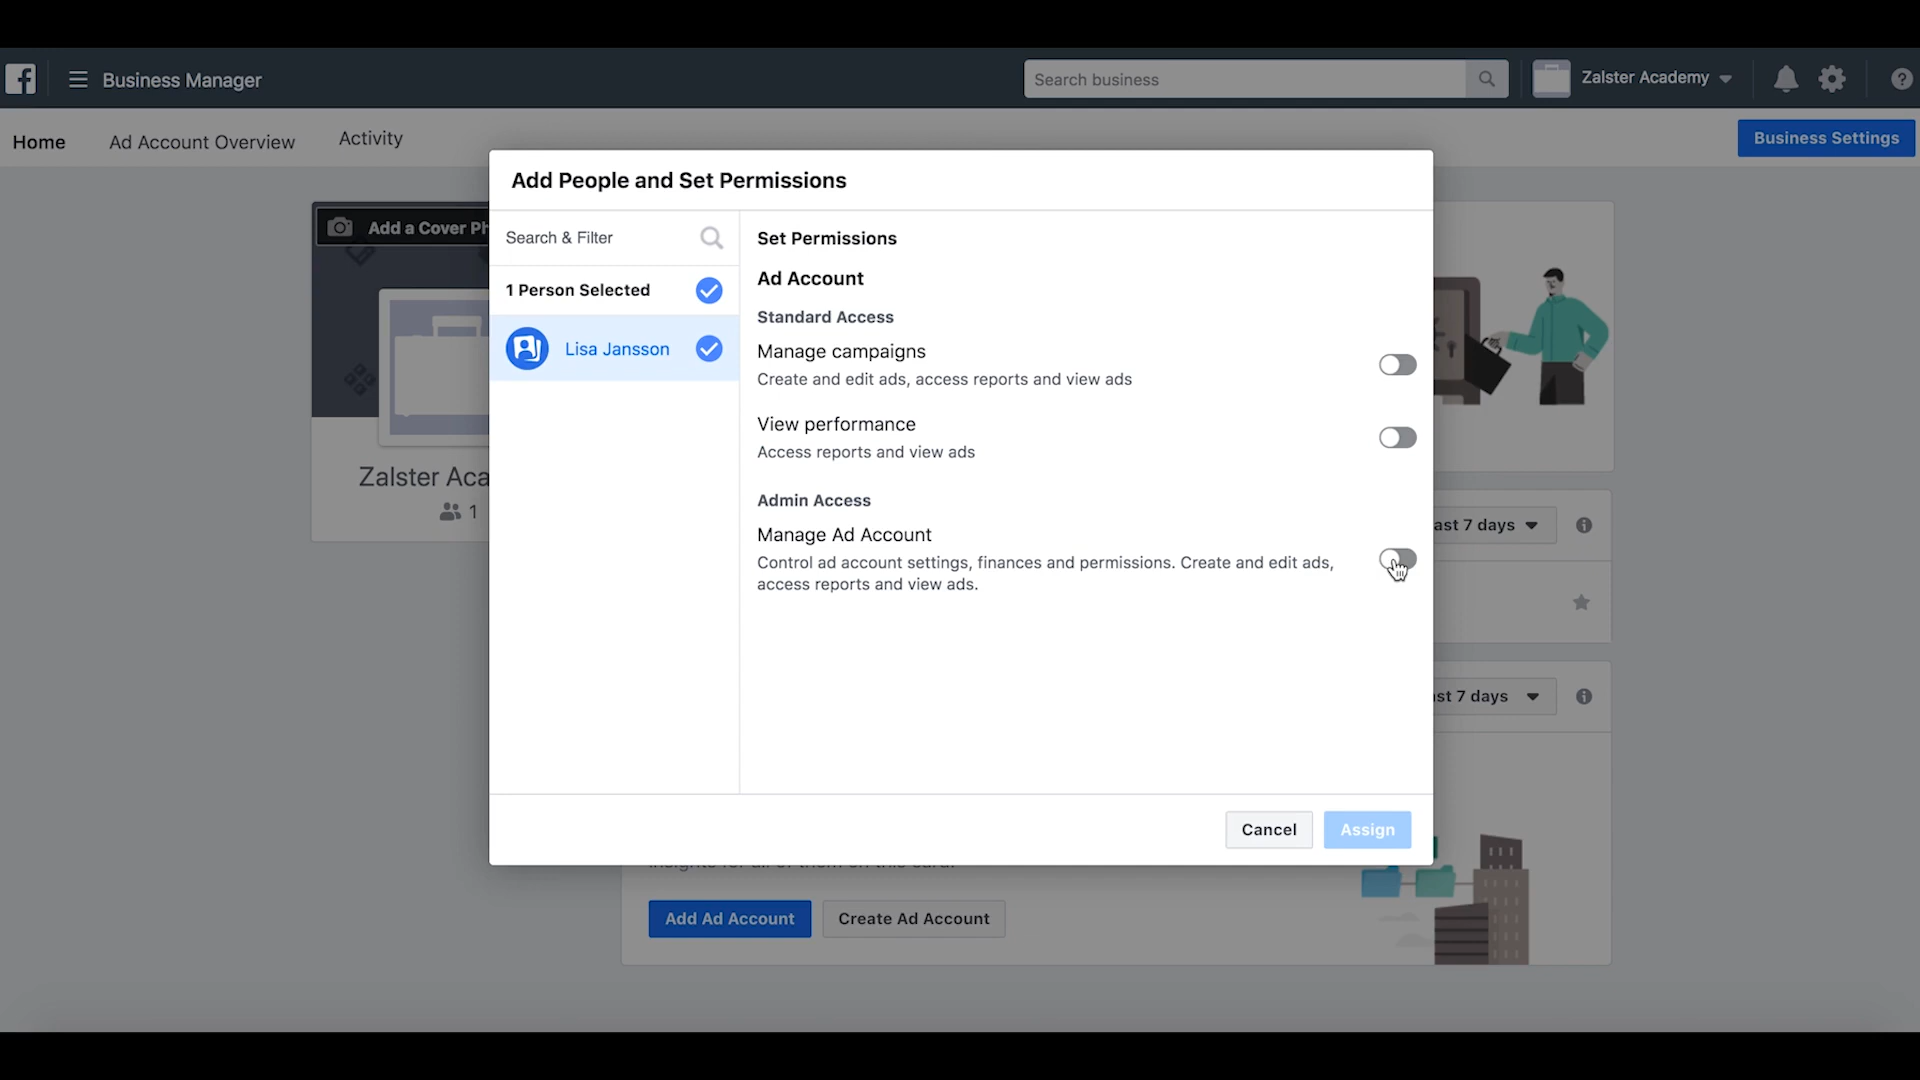 Business Manager
Search business
Zalster Academy
Home
Ad Account Overview
Activity
Business Settings
Add a Cover Ph
Zalster Aca
1
Add People and Set Permissions
Search & Filter
1 Person Selected
Lisa Jansson
Set Permissions
Ad Account
Standard Access
Manage campaigns
Create and edit ads, access reports and view ads
View performance
Access reports and view ads
Admin Access
Manage Ad Account
Control ad account settings, finances and permissions. Create and edit ads,
access reports and view ads.
Cancel
Assign
ast 7 days
st 7 days
Add Ad Account
Create Ad Account